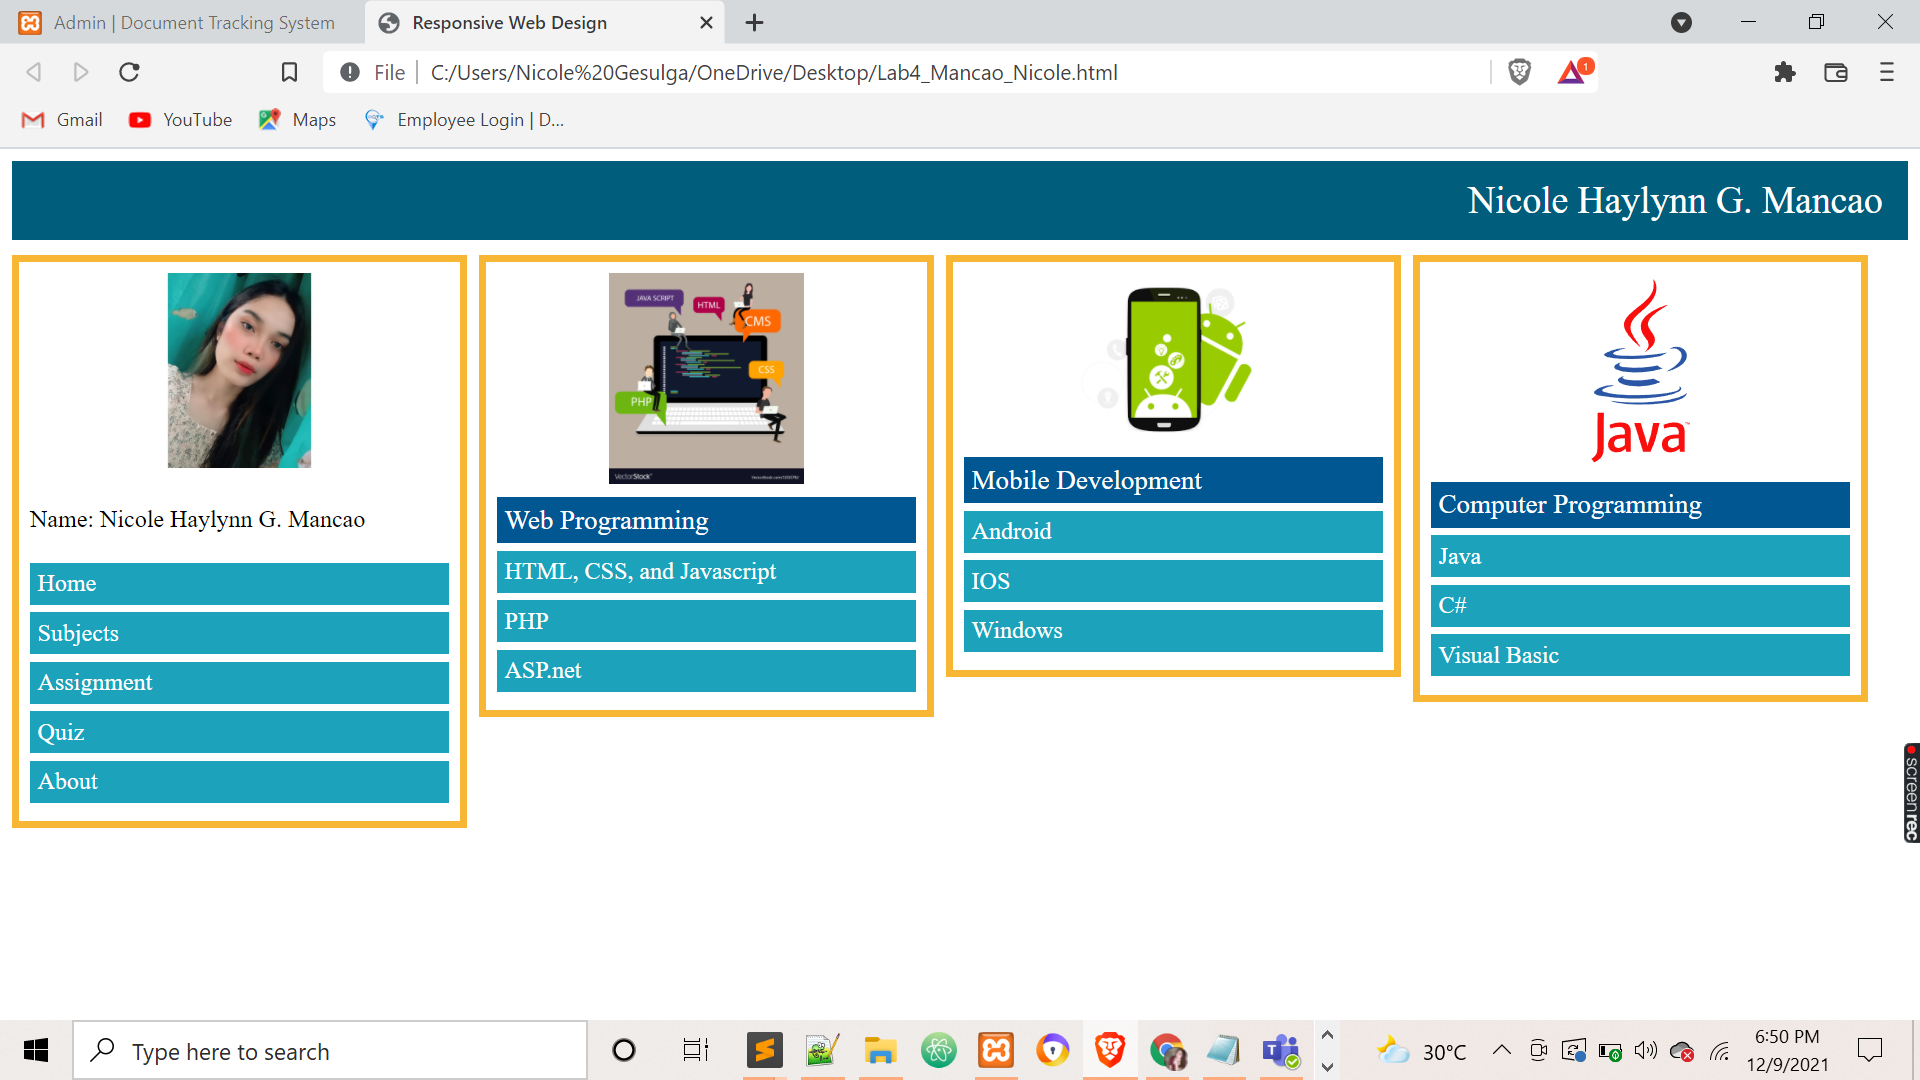 Admin | Document Tracking System
Responsive Web Design
File
C:/Users/Nicole%20Gesulga/OneDrive/Desktop/Lab4_Mancao_Nicole.html
1
Gmail
YouTube
Maps
Employee Login | D...
Nicole Haylynn G. Mancao
Name: Nicole Haylynn G. Mancao
Home
Subjects
Assignment
Quiz
About
JAVA SCRIPT
HTML
CMS
CSS
PHP
VectorStock
Web Programming
HTML, CSS, and Javascript
PHP
ASP.net
Mobile Development
Android
IOS
Windows
Java
Computer Programming
Java
C#
Visual Basic
screenrec
Type here to search
30°C
6:50 PM
12/9/2021